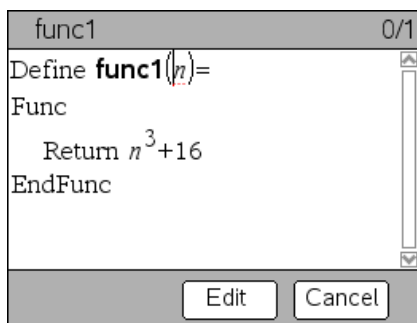 func1 0/1
Define func1(n)=
Func
Return n³+16
EndFunc
Edit Cancel